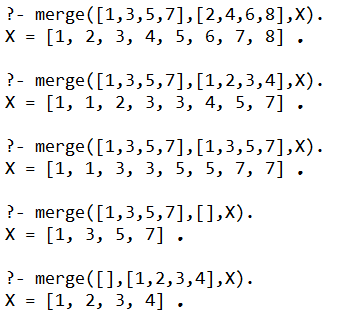 ?- merge([1,3,5,7],[2,4,6,8],X).
X = [1, 2, 3, 4, 5, 6, 7, 8] .
?- merge([1,3,5,7],[1,2,3,4],X).
X = [1, 1, 2, 3, 3, 4, 5, 7] .
?- merge([1,3,5,7],[1,3,5,7],X).
X = [1, 1, 3, 3, 5, 5, 7, 7] .
?- merge([1,3,5,7],[],X).
X = [1, 3, 5, 7] .
?- merge([],[1,2,3,4],X).
X = [1, 2, 3, 4] .